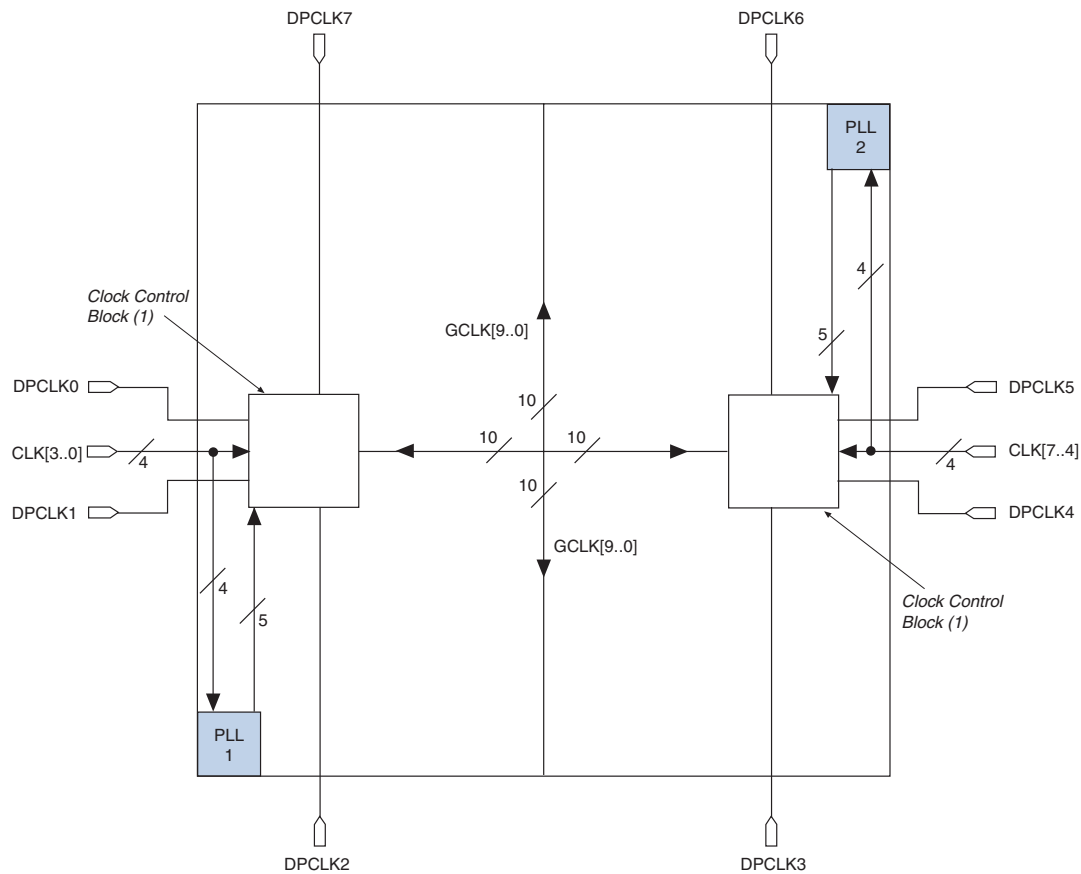 DPCLK7
DPCLK6
PLL
2
4
Clock Control
Block (1)
GCLK[9..0]
5
DPCLK0
DPCLK5
10
CLK[3..0]
4
10
10
4
CLK[7..4]
DPCLK1
10
DPCLK4
GCLK[9..0]
4
5
Clock Control
Block (1)
PLL
1
DPCLK2
DPCLK3